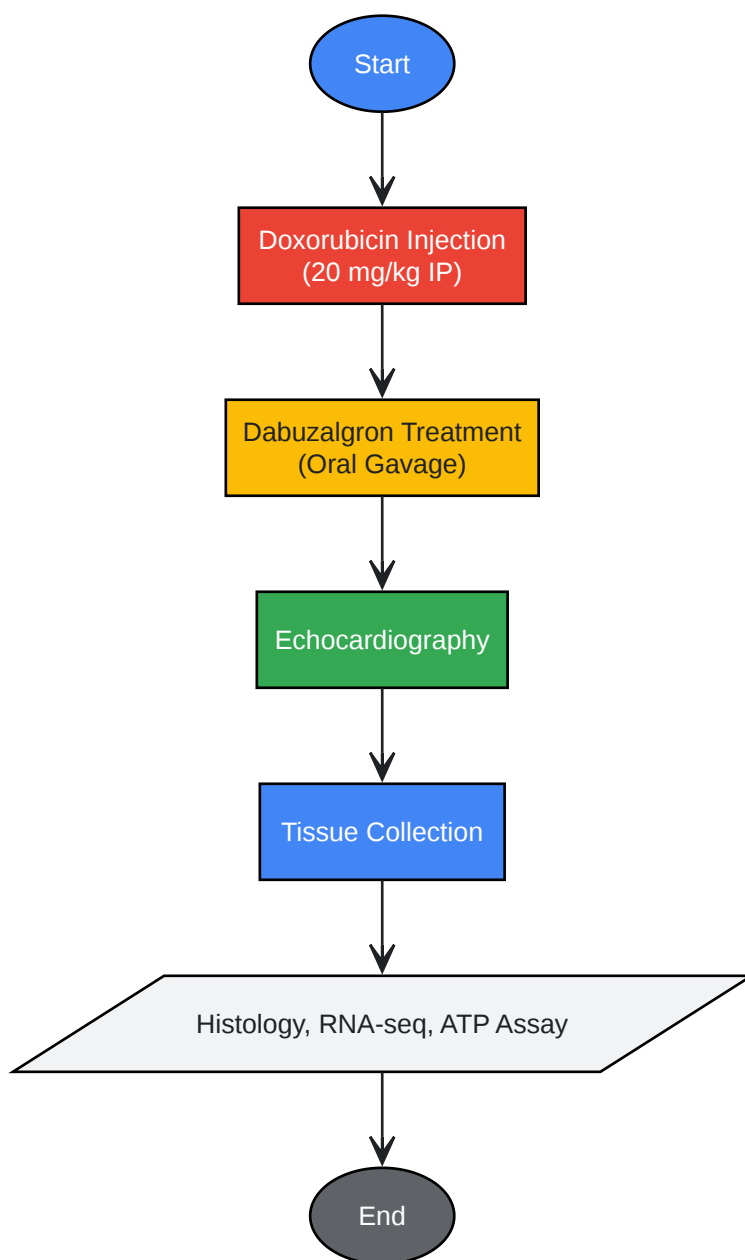 Start
Doxorubicin Injection
(20 mg/kg IP)
Dabuzalgron Treatment
(Oral Gavage)
Echocardiography
Tissue Collection
Histology, RNA-seq, ATP Assay
End